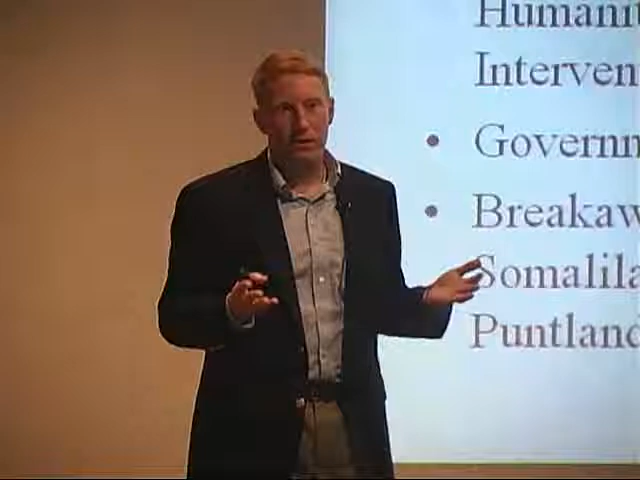 Humanit
Interven
• Governm
• Breakaw
Somalila
Puntland